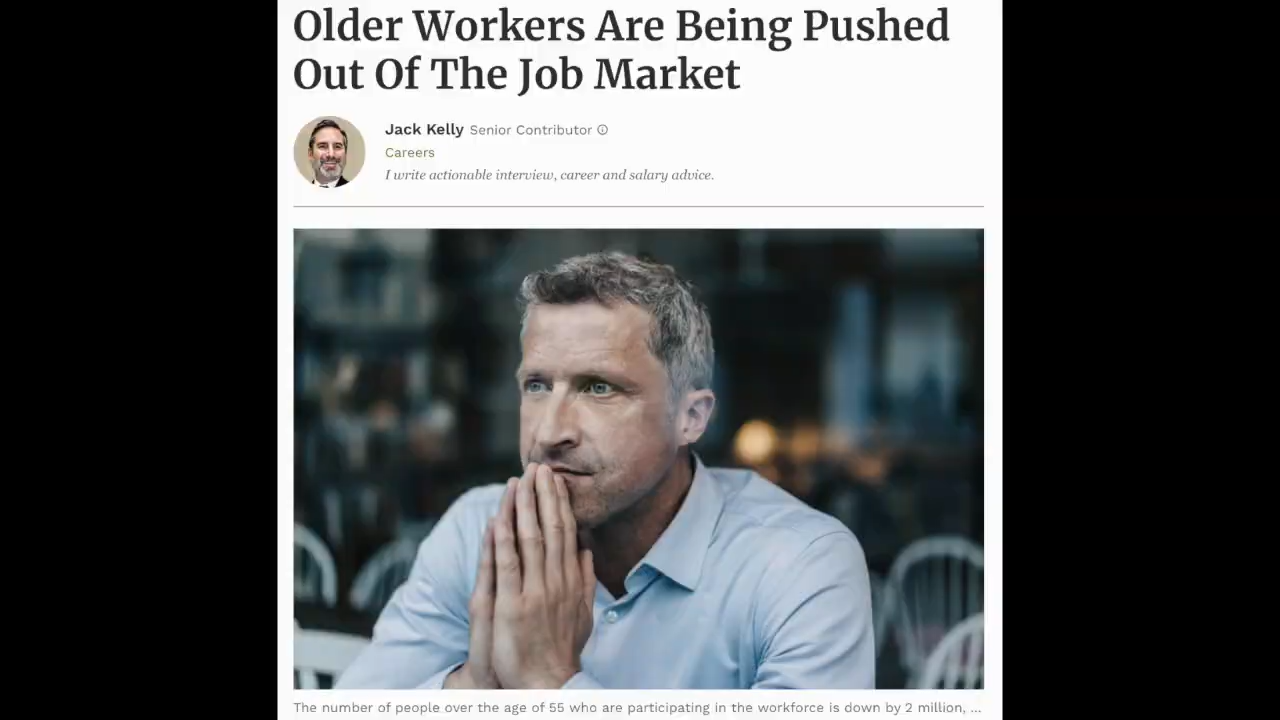 Older Workers Are Being Pushed
Out Of The Job Market
Jack Kelly Senior Contributor
Careers
I write actionable interview, career and salary advice.
The number of people over the age of 55 who are participating in the workforce is down by 2 million, ...